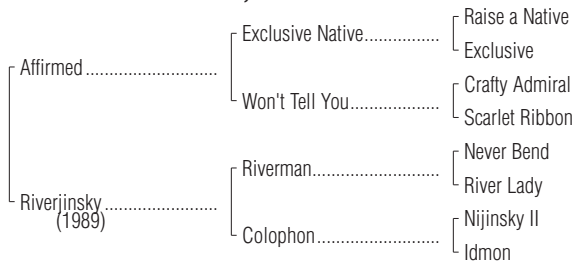 Raise a Native
Exclusive Native................
Exclusive
Affirmed............................
Crafty Admiral
Won't Tell You...................
Scarlet Ribbon
Never Bend
Riverman...........................
River Lady
Riverjinsky........................
(1989)
Nijinsky II
Colophon..........................
Idmon